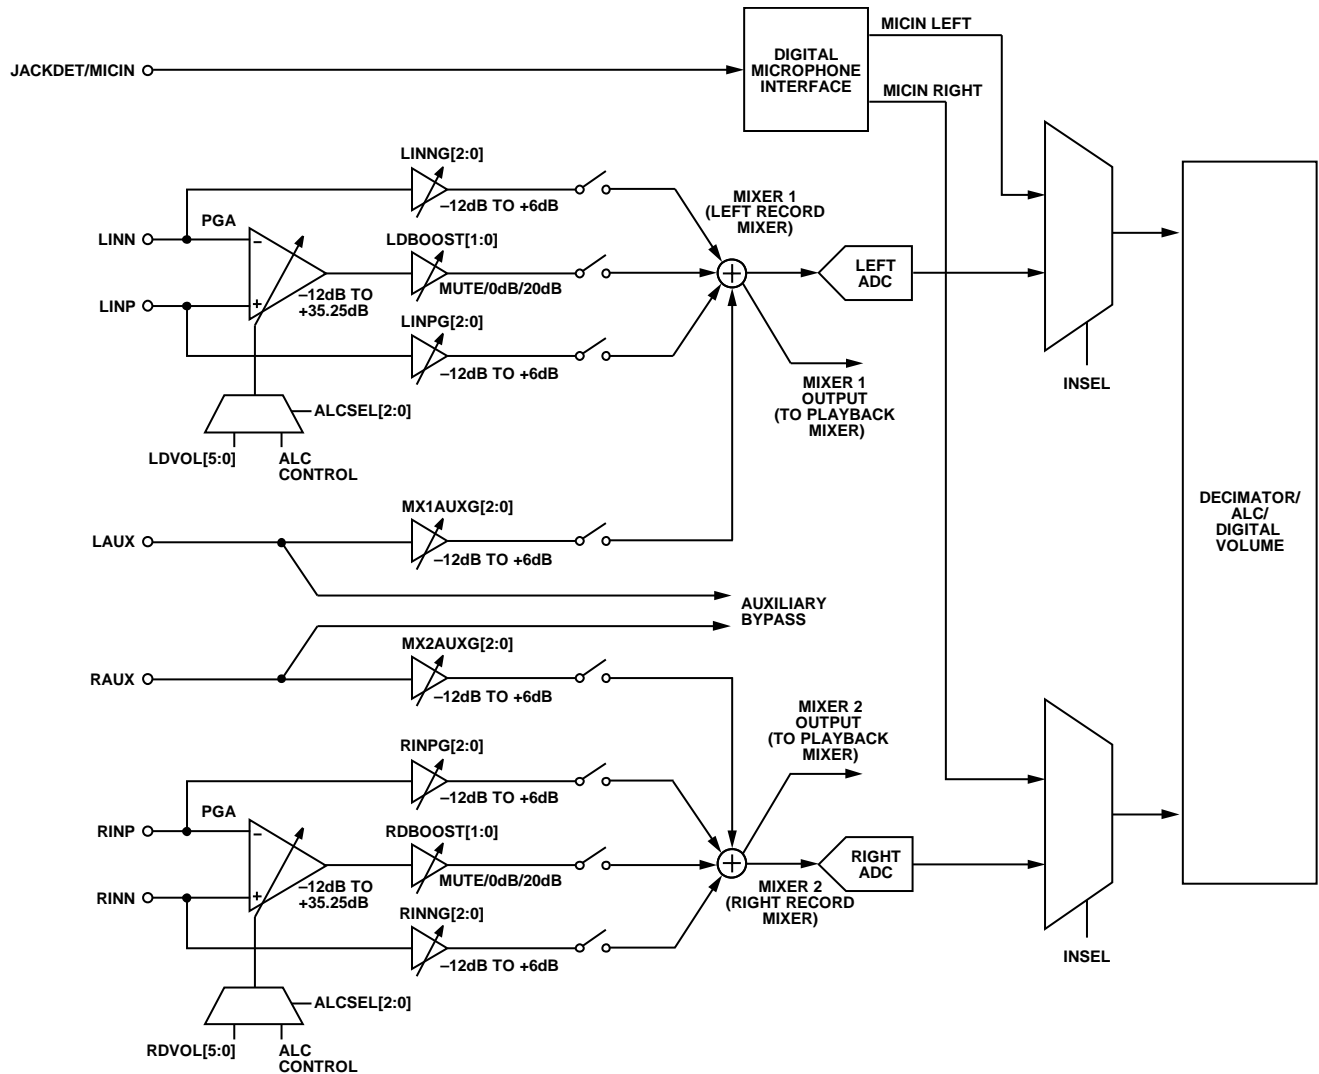 MICIN LEFT
JACKDET/MICIN
DIGITAL
MICROPHONE
INTERFACE
MICIN RIGHT
LINNG[2:0]
–12dB TO +6dB
PGA
LINN
LINP
–
+
–12dB TO
+35.25dB
LDBOOST[1:0]
MUTE/0dB/20dB
LINPG[2:0]
–12dB TO +6dB
MIXER 1
(LEFT RECORD
MIXER)
LEFT
ADC
MIXER 1
OUTPUT
(TO PLAYBACK
MIXER)
INSEL
ALCSEL[2:0]
LDVOL[5:0]
ALC
CONTROL
LAUX
MX1AUXG[2:0]
–12dB TO +6dB
AUXILIARY
BYPASS
DECIMATOR/
ALC/
DIGITAL
VOLUME
RAUX
MX2AUXG[2:0]
–12dB TO +6dB
MIXER 2
OUTPUT
(TO PLAYBACK
MIXER)
RINPG[2:0]
–12dB TO +6dB
PGA
RINP
RINN
–
+
–12dB TO
+35.25dB
RDBOOST[1:0]
MUTE/0dB/20dB
RINNG[2:0]
–12dB TO +6dB
MIXER 2
(RIGHT RECORD
MIXER)
RIGHT
ADC
INSEL
ALCSEL[2:0]
RDVOL[5:0]
ALC
CONTROL